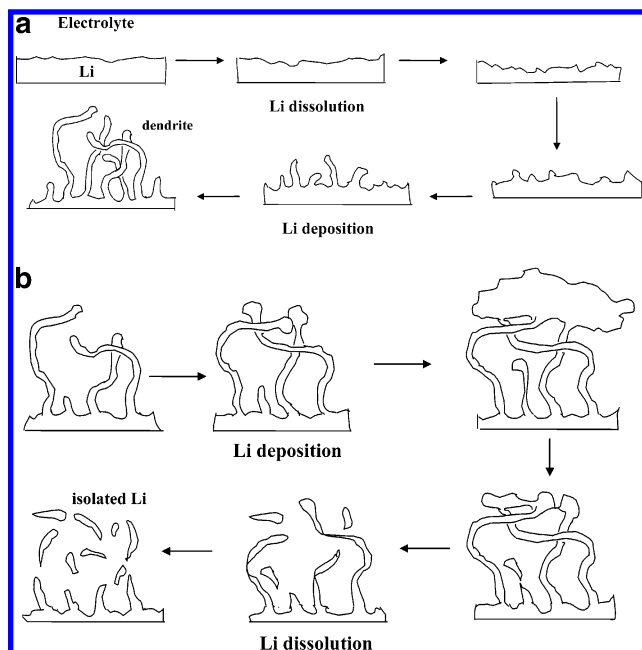 a
Electrolyte
Li
Li dissolution
dendrite
Li deposition
b
Li deposition
isolated Li
Li dissolution